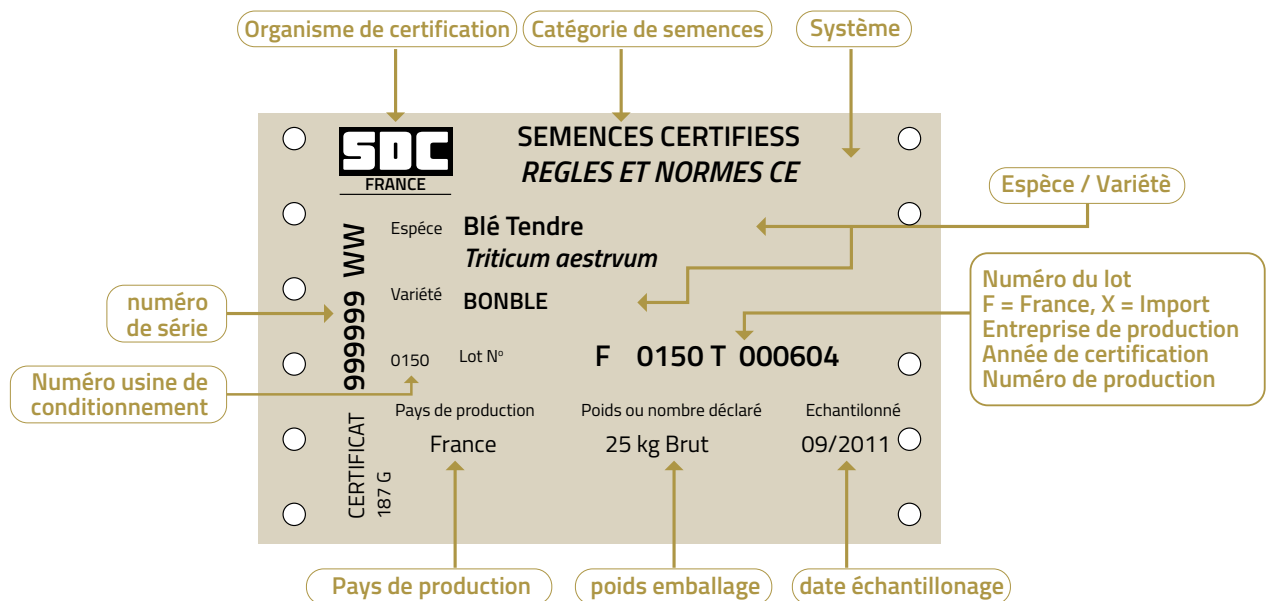 Organisme de certification
Catégorie de semences
Système
SDC
FRANCE
SEMENCES CERTIFIESS
REGLES ET NORMES CE
Espèce / Variétè
Espéce
Blé Tendre
Triticum aestrvum
Variété
BONBLE
numéro
de série
999999 WW
Numéro du lot
F = France, X = Import
Entreprise de production
Année de certification
Numéro de production
0150
Lot Nº
F 0150 T 000604
Numéro usine de
conditionnement
CERTIFICAT
187 G
Pays de production
France
Poids ou nombre déclaré
25 kg Brut
Echantilonné
09/2011
Pays de production
poids emballage
date échantillonage